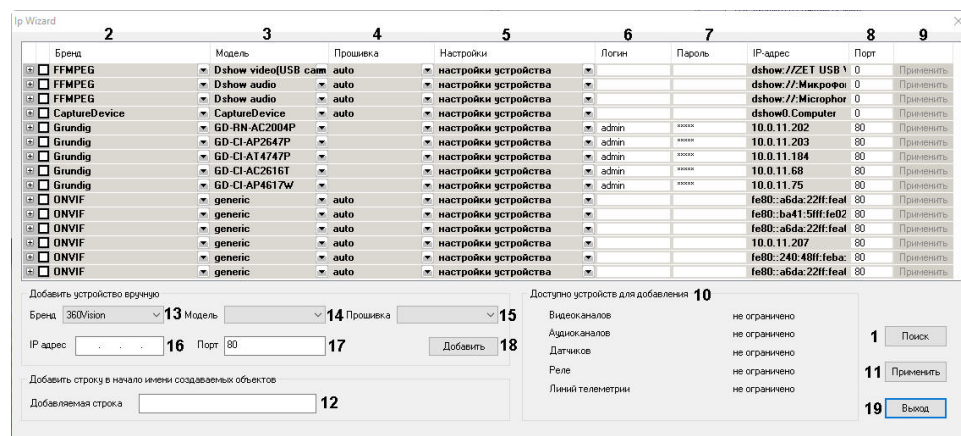 Ip Wizard
2 3 4 5 6 7 8 9
Бренд Модель Прошивка Настройки Логин Пароль IP-адрес Порт
FFMPEG Dshow video(USB cam auto настройки устройства dshow://ZET USB 0 Применить
FFMPEG Dshow audio auto настройки устройства dshow://:Микрофо 0 Применить
FFMPEG Dshow audio auto настройки устройства dshow://:Microphor 0 Применить
CaptureDevice CaptureDevice auto настройки устройства dshow0.Computer 0 Применить
Grundig GD-RN-AC2004P настройки устройства admin ***** 10.0.11.202 80 Применить
Grundig GD-CI-AP2647P настройки устройства admin ***** 10.0.11.203 80 Применить
Grundig GD-CI-AT4747P настройки устройства admin ***** 10.0.11.184 80 Применить
Grundig GD-CI-AC2616T настройки устройства admin ***** 10.0.11.68 80 Применить
Grundig GD-CI-AP4617W настройки устройства admin ***** 10.0.11.75 80 Применить
ONVIF generic auto настройки устройства fe80::a6da:22ff:fea 80 Применить
ONVIF generic auto настройки устройства fe80::ba41:5fff:fe02 80 Применить
ONVIF generic auto настройки устройства fe80::a6da:22ff:fea 80 Применить
ONVIF generic auto настройки устройства 10.0.11.207 80 Применить
ONVIF generic auto настройки устройства fe80::240:48ff:feba: 80 Применить
ONVIF generic auto настройки устройства fe80::a6da:22ff:fea 80 Применить
Добавить устройство вручную
Бренд 360Vision 13 Модель 14 Прошивка 15
IP адрес . . . 16 Порт 80 17 Добавить 18
Добавить строку в начало имени создаваемых объектов
Добавляемая строка 12
Доступно устройств для добавления 10
Видеоканалов не ограничено
Аудиоканалов не ограничено
Датчиков не ограничено
Реле не ограничено
Линий телеметрии не ограничено
1 Поиск
11 Применить
19 Выход